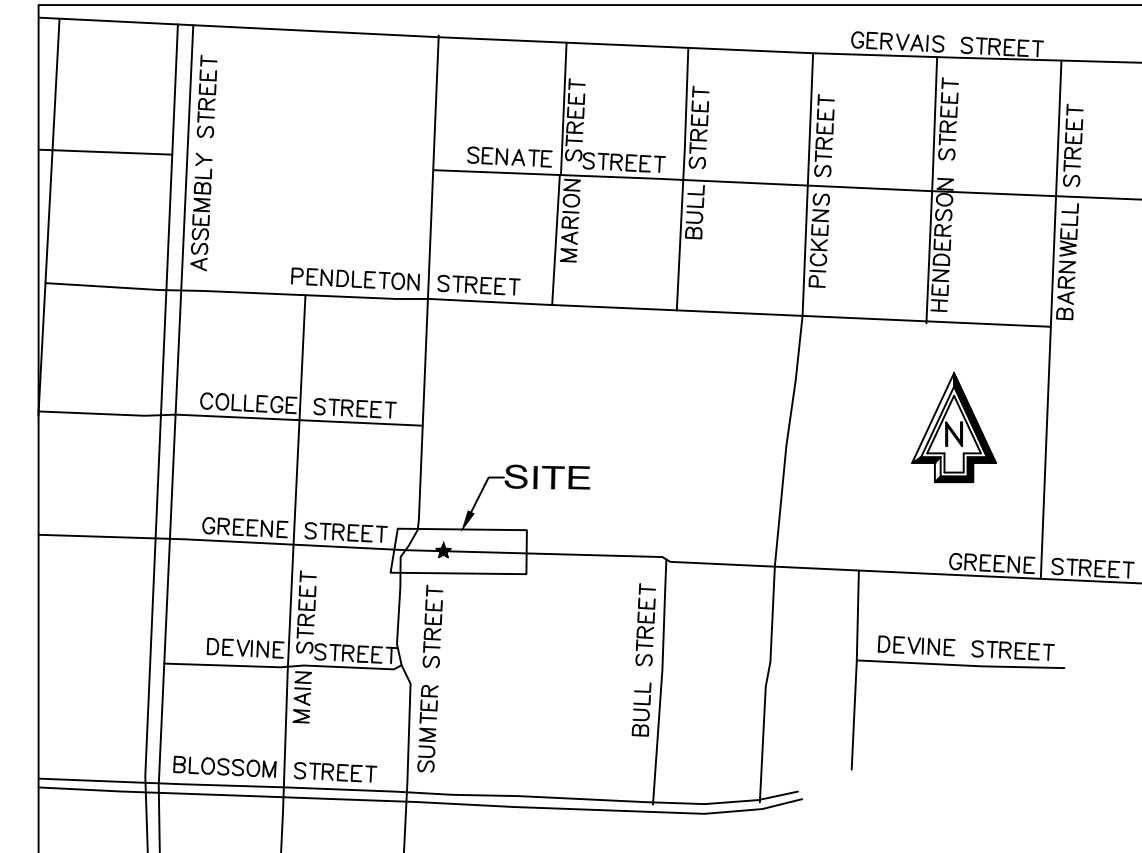 GERVAIS STREET
ASSEMBLY STREET
MARION STREET
BULL STREET
PICKENS STREET
HENDERSON STREET
BARNWELL STREET
SENATE STREET
PENDLETON STREET
COLLEGE STREET
N
SITE
GREENE STREET
GREENE STREET
MAIN STREET
SUMTER STREET
BULL STREET
DEVINE STREET
DEVINE STREET
BLOSSOM STREET